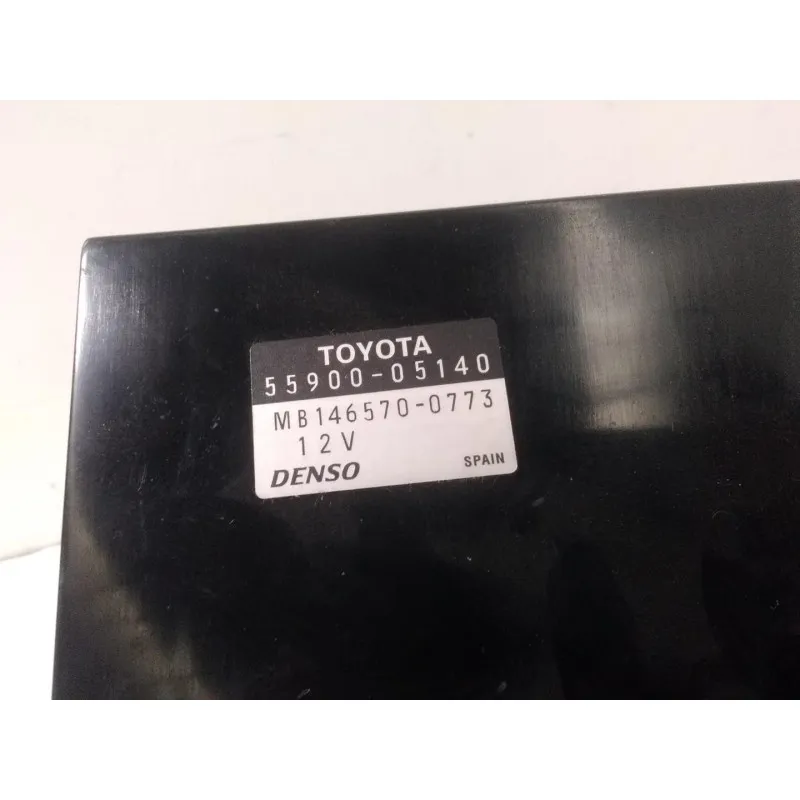 TOYOTA
55900-05140
MB146570-0773
12V
DENSO SPAIN